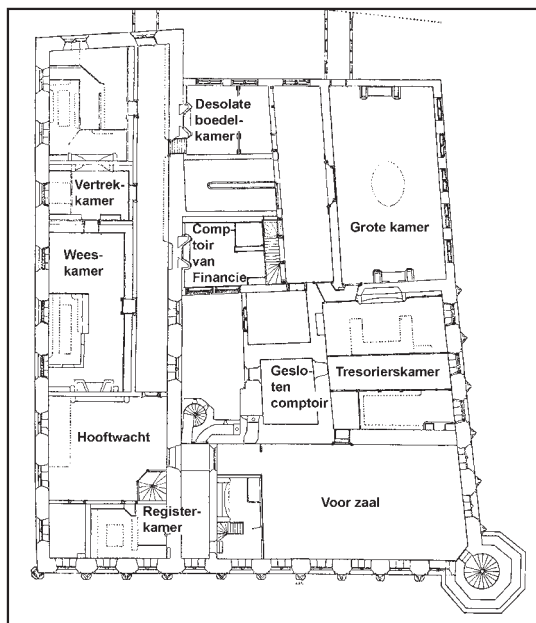 Desolate
boedel-
kamer
Vertrek-
kamer
Grote kamer
Comp-
toir
van
Financie
Wees-
kamer
Geslo-
ten
comptoir
Tresorierskamer
Hooftwacht
Voor zaal
Register-
kamer